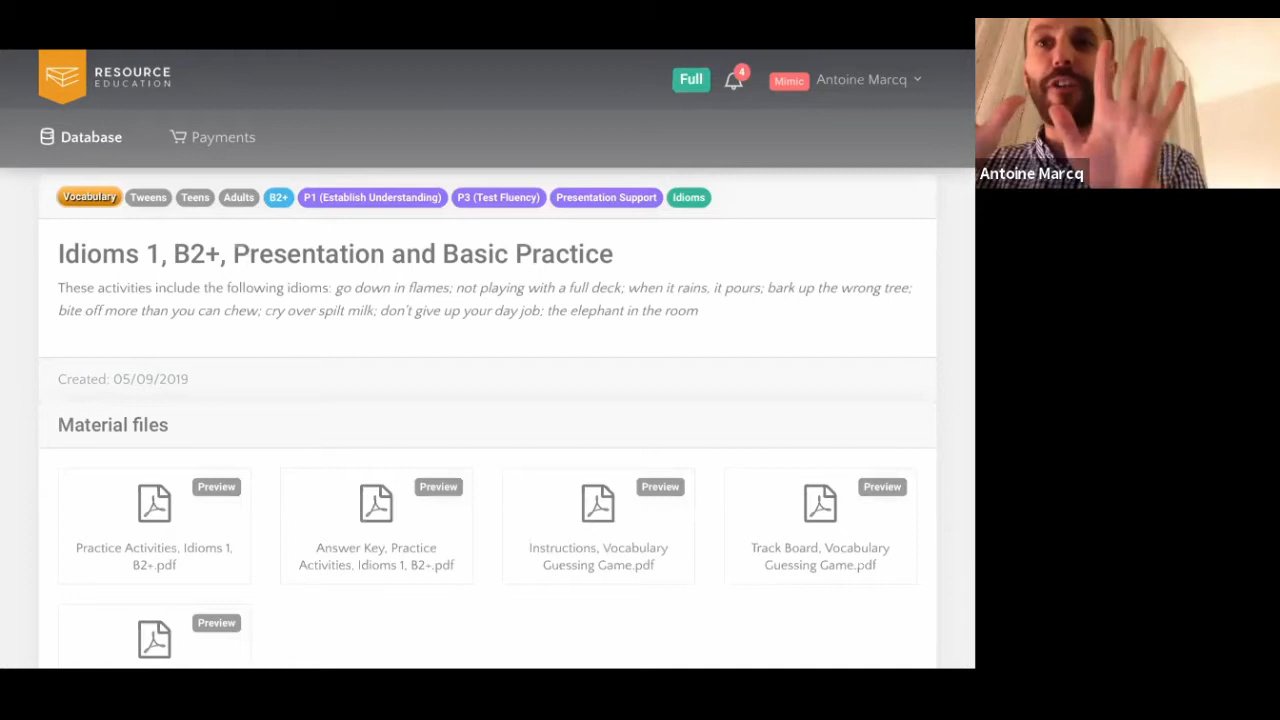 RESOURCE
EDUCATION
Full
4
Mimic
Antoine Marcq
Database
Payments
Vocabulary Tweens Teens Adults B2+ P1 (Establish Understanding) P3 (Test Fluency) Presentation Support Idioms
Idioms 1, B2+, Presentation and Basic Practice
These activities include the following idioms: go down in flames; not playing with a full deck; when it rains, it pours; bark up the wrong tree;
bite off more than you can chew; cry over spilt milk; don't give up your day job; the elephant in the room
Created: 05/09/2019
Material files
Preview
Practice Activities, Idioms 1,
B2+.pdf
Preview
Answer Key, Practice
Activities, Idioms 1, B2+.pdf
Preview
Instructions, Vocabulary
Guessing Game.pdf
Preview
Track Board, Vocabulary
Guessing Game.pdf
Preview
Antoine Marcq